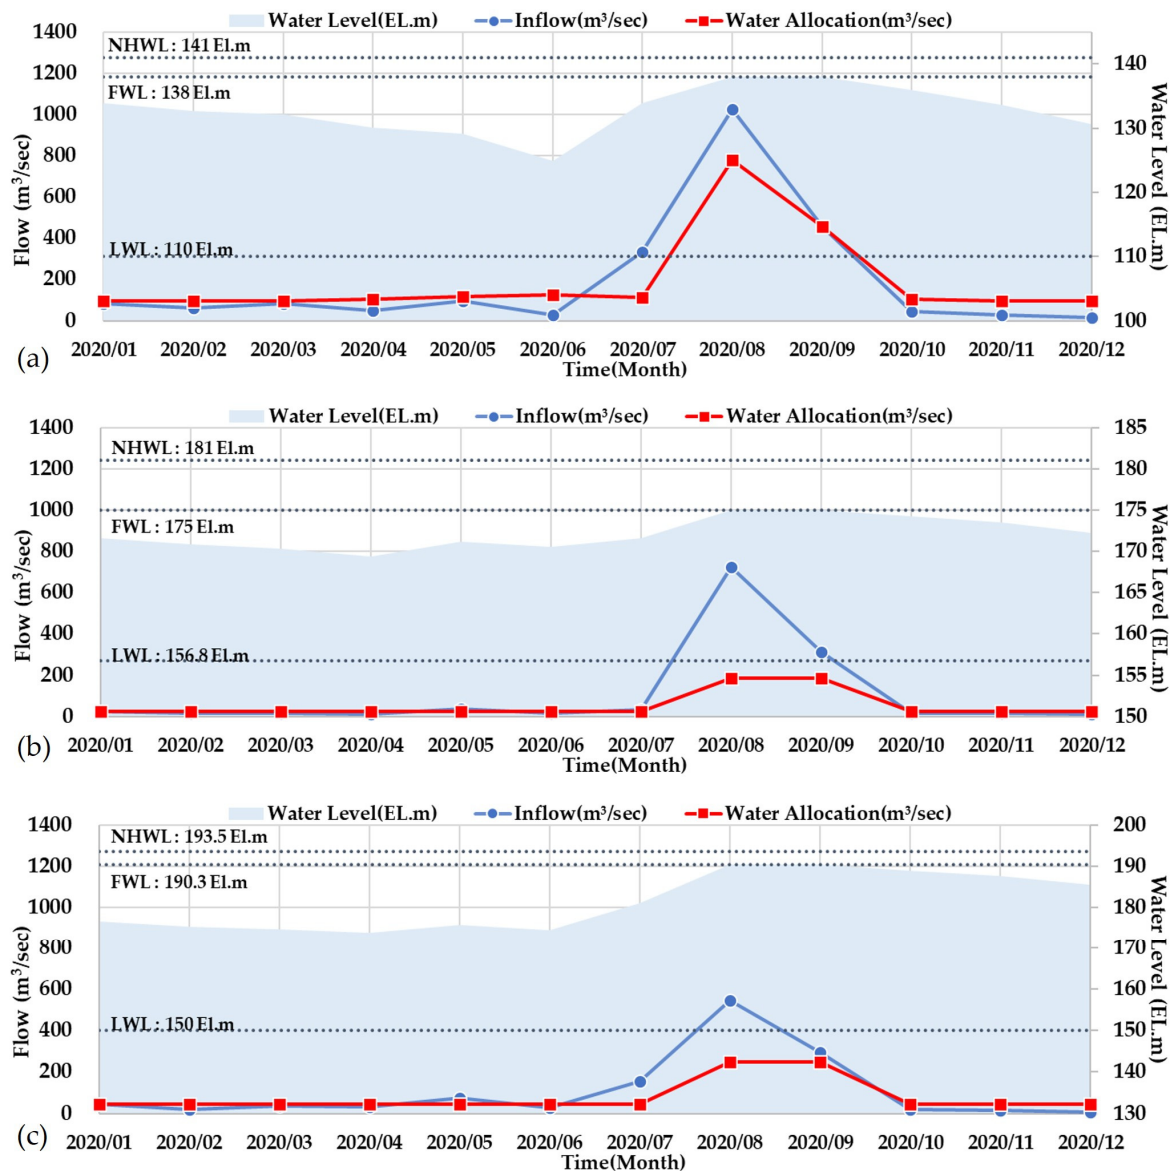 Water Level(EL.m) Inflow(m³/sec) Water Allocation(m³/sec)
1400
1200
1000
800
600
400
200
0
Flow (m³/sec)
NHWL : 141 El.m
FWL : 138 El.m
LWL : 110 El.m
140
130
120
110
100
Water Level (EL.m)
2020/01 2020/02 2020/03 2020/04 2020/05 2020/06 2020/07 2020/08 2020/09 2020/10 2020/11 2020/12
Time(Month)
(a)
Water Level(EL.m) Inflow(m³/sec) Water Allocation(m³/sec)
1400
1200
1000
800
600
400
200
0
Flow (m³/sec)
NHWL : 181 El.m
FWL : 175 El.m
LWL : 156.8 El.m
185
180
175
170
165
160
155
150
Water Level (EL.m)
2020/01 2020/02 2020/03 2020/04 2020/05 2020/06 2020/07 2020/08 2020/09 2020/10 2020/11 2020/12
Time(Month)
(b)
Water Level(EL.m) Inflow(m³/sec) Water Allocation(m³/sec)
1400
1200
1000
800
600
400
200
0
Flow (m³/sec)
NHWL : 193.5 El.m
FWL : 190.3 El.m
LWL : 150 El.m
200
190
180
170
160
150
140
130
Water Level (EL.m)
2020/01 2020/02 2020/03 2020/04 2020/05 2020/06 2020/07 2020/08 2020/09 2020/10 2020/11 2020/12
Time(Month)
(c)